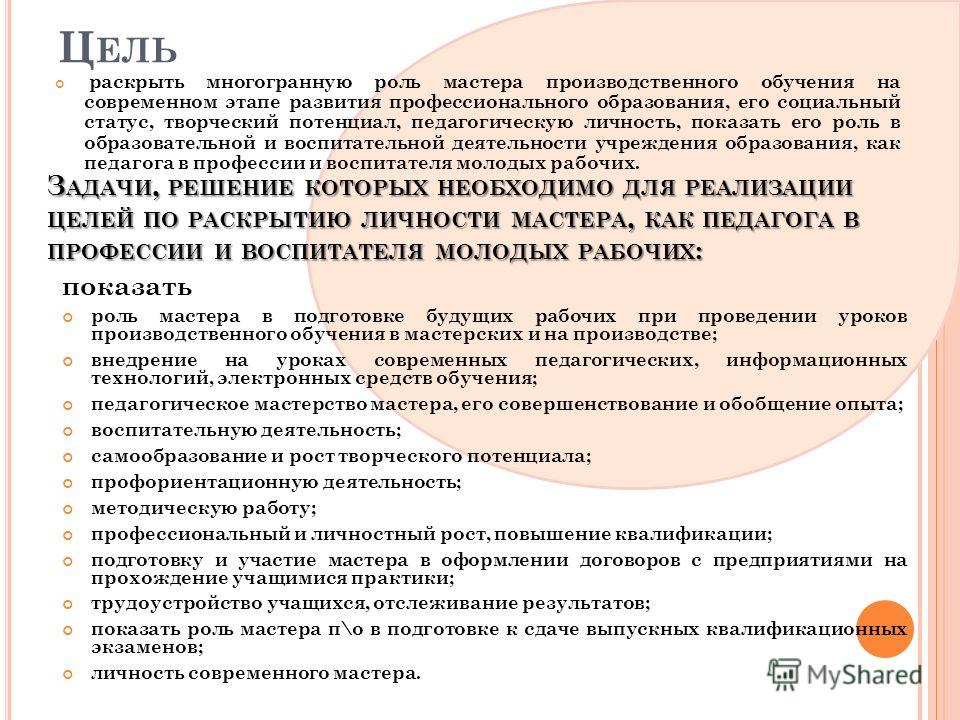 Цель
раскрыть многогранную роль мастера производственного обучения на
современном этапе развития профессионального образования, его социальный
статус, творческий потенциал, педагогическую личность, показать его роль в
образовательной и воспитательной деятельности учреждения образования, как
педагога в профессии и воспитателя молодых рабочих.
Задачи, решение которых необходимо для реализации
целей по раскрытию личности мастера, как педагога в
профессии и воспитателя молодых рабочих:
показать
роль мастера в подготовке будущих рабочих при проведении уроков
производственного обучения в мастерских и на производстве;
внедрение на уроках современных педагогических, информационных
технологий, электронных средств обучения;
педагогическое мастерство мастера, его совершенствование и обобщение опыта;
воспитательную деятельность;
самообразование и рост творческого потенциала;
профориентационную деятельность;
методическую работу;
профессиональный и личностный рост, повышение квалификации;
подготовку и участие мастера в оформлении договоров с предприятиями на
прохождение учащимися практики;
трудоустройство учащихся, отслеживание результатов;
показать роль мастера п\о в подготовке к сдаче выпускных квалификационных
экзаменов;
личность современного мастера.
MyShared